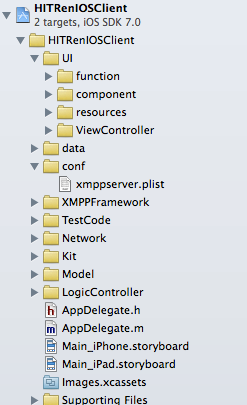 HITRenIOSClient
2 targets, iOS SDK 7.0
HITRenIOSClient
UI
function
component
resources
ViewController
data
conf
xmppserver.plist
XMPPFramework
TestCode
Network
Kit
Model
LogicController
h AppDelegate.h
m AppDelegate.m
Main_iPhone.storyboard
Main_iPad.storyboard
Images.xcassets
Supporting Files